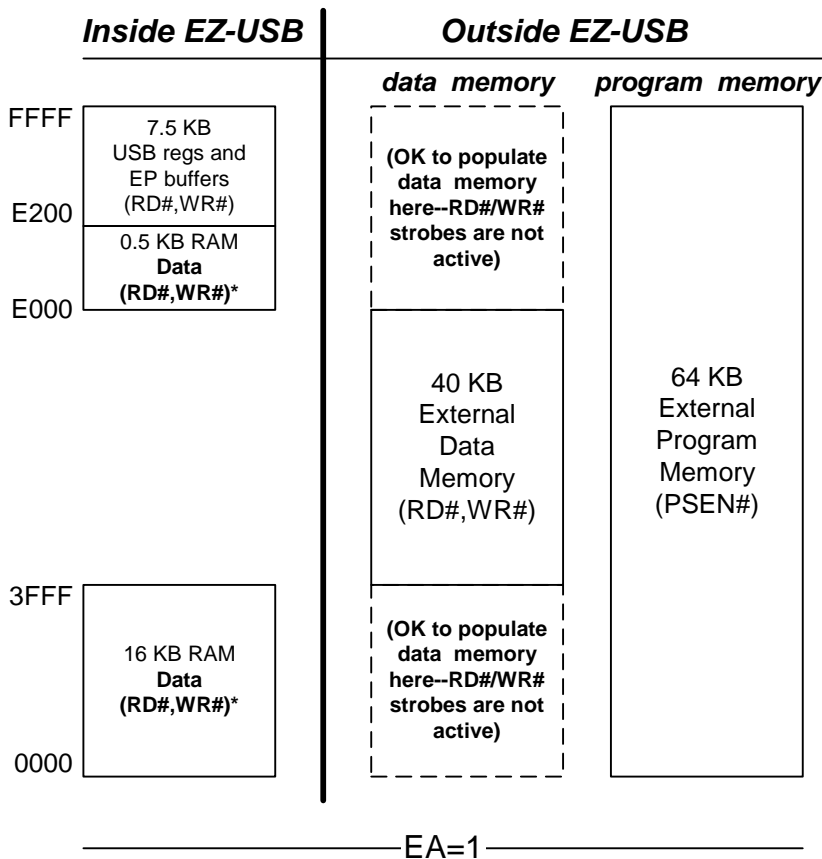 Inside EZ-USB
Outside EZ-USB
data memory
program memory
FFFF
7.5 KB
USB regs and
EP buffers
(RD#,WR#)
E200
0.5 KB RAM
Data
(RD#,WR#)*
E000
(OK to populate
data memory
here--RD#/WR#
strobes are not
active)
40 KB
External
Data
Memory
(RD#,WR#)
64 KB
External
Program
Memory
(PSEN#)
3FFF
16 KB RAM
Data
(RD#,WR#)*
0000
(OK to populate
data memory
here--RD#/WR#
strobes are not
active)
EA=1